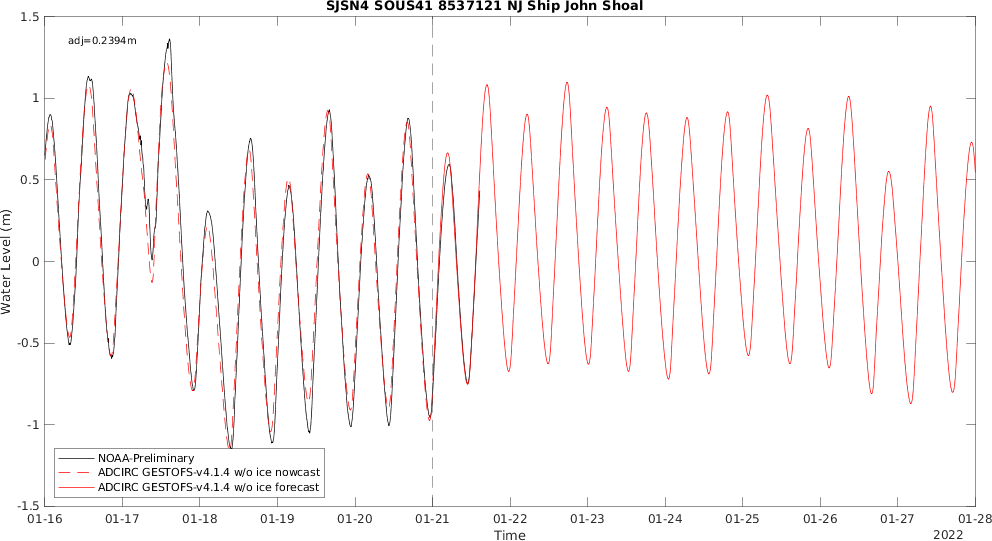 SJSN4 SOUS41 8537121 NJ Ship John Shoal
adj=0.2394m
Water Level (m)
1.5
1
0.5
0
-0.5
-1
-1.5
NOAA-Preliminary
ADCIRC GESTOFS-v4.1.4 w/o ice nowcast
ADCIRC GESTOFS-v4.1.4 w/o ice forecast
01-16 01-17 01-18 01-19 01-20 01-21 01-22 01-23 01-24 01-25 01-26 01-27 01-28
Time
2022